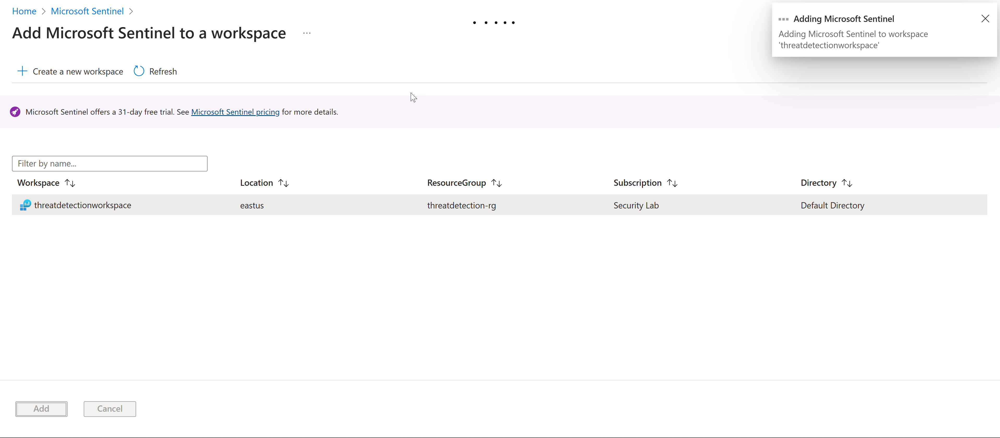 Home > Microsoft Sentinel >
Add Microsoft Sentinel to a workspace ...
Adding Microsoft Sentinel
Adding Microsoft Sentinel to workspace
'threatdetectionworkspace'
Create a new workspace Refresh
Microsoft Sentinel offers a 31-day free trial. See Microsoft Sentinel pricing for more details.
Filter by name...
Workspace Location ResourceGroup Subscription Directory
threatdetectionworkspace eastus threatdetection-rg Security Lab Default Directory
Add Cancel